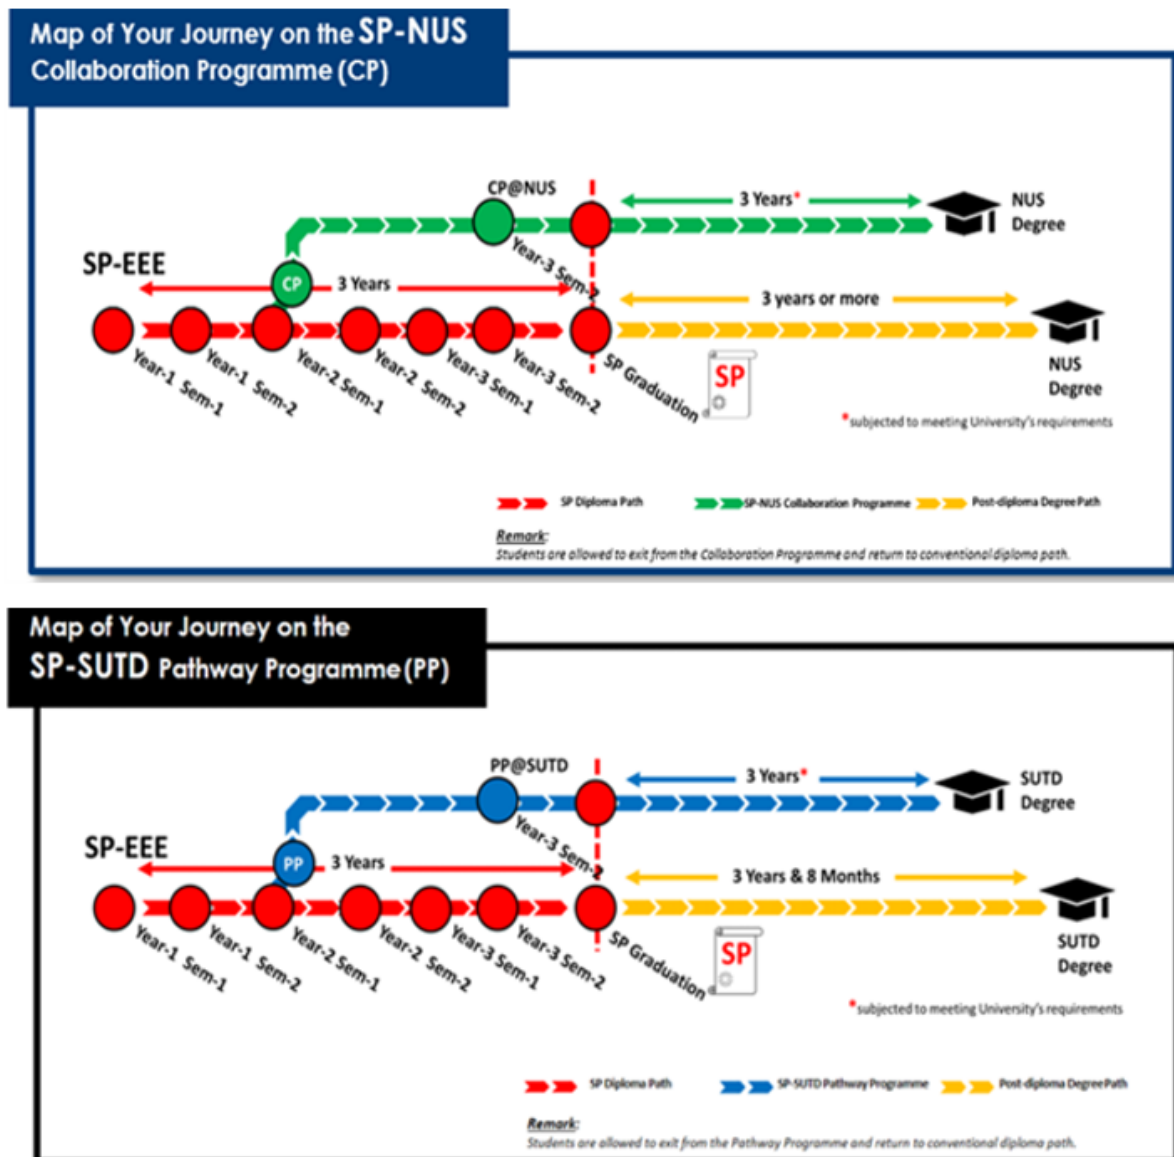 Map of Your Journey on the SP-NUS
Collaboration Programme (CP)
CP@NUS
3 Years*
NUS
Degree
Year-3 Sem-2
SP-EEE
CP
3 Years
3 years or more
NUS
Degree
Year-1 Sem-1
Year-1 Sem-2
Year-2 Sem-1
Year-2 Sem-2
Year-3 Sem-1
Year-3 Sem-2
SP Graduation
SP
*subjected to meeting University's requirements
SP Diploma Path
SP-NUS Collaboration Programme
Post-diploma Degree Path
Remark:
Students are allowed to exit from the Collaboration Programme and return to conventional diploma path.
Map of Your Journey on the
SP-SUTD Pathway Programme (PP)
PP@SUTD
3 Years*
SUTD
Degree
Year-3 Sem-2
SP-EEE
PP
3 Years
3 Years & 8 Months
SUTD
Degree
Year-1 Sem-1
Year-1 Sem-2
Year-2 Sem-1
Year-2 Sem-2
Year-3 Sem-1
Year-3 Sem-2
SP Graduation
SP
*subjected to meeting University's requirements
SP Diploma Path
SP-SUTD Pathway Programme
Post-diploma Degree Path
Remark:
Students are allowed to exit from the Pathway Programme and return to conventional diploma path.